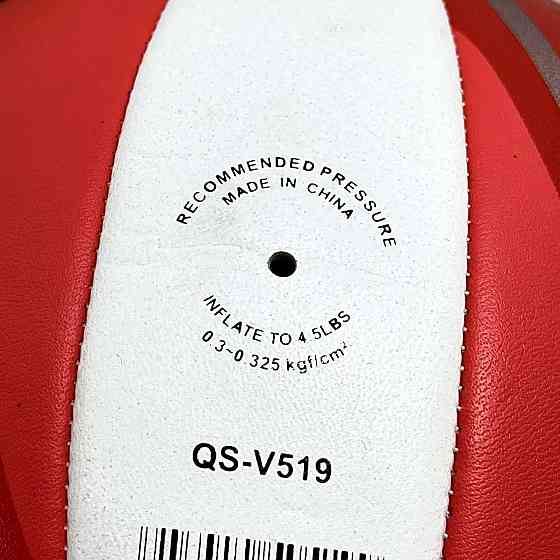 RECOMMENDED PRESSURE
MADE IN CHINA
INFLATE TO 4.5LBS
0.3~0.325 kgf/cm²
QS-V519